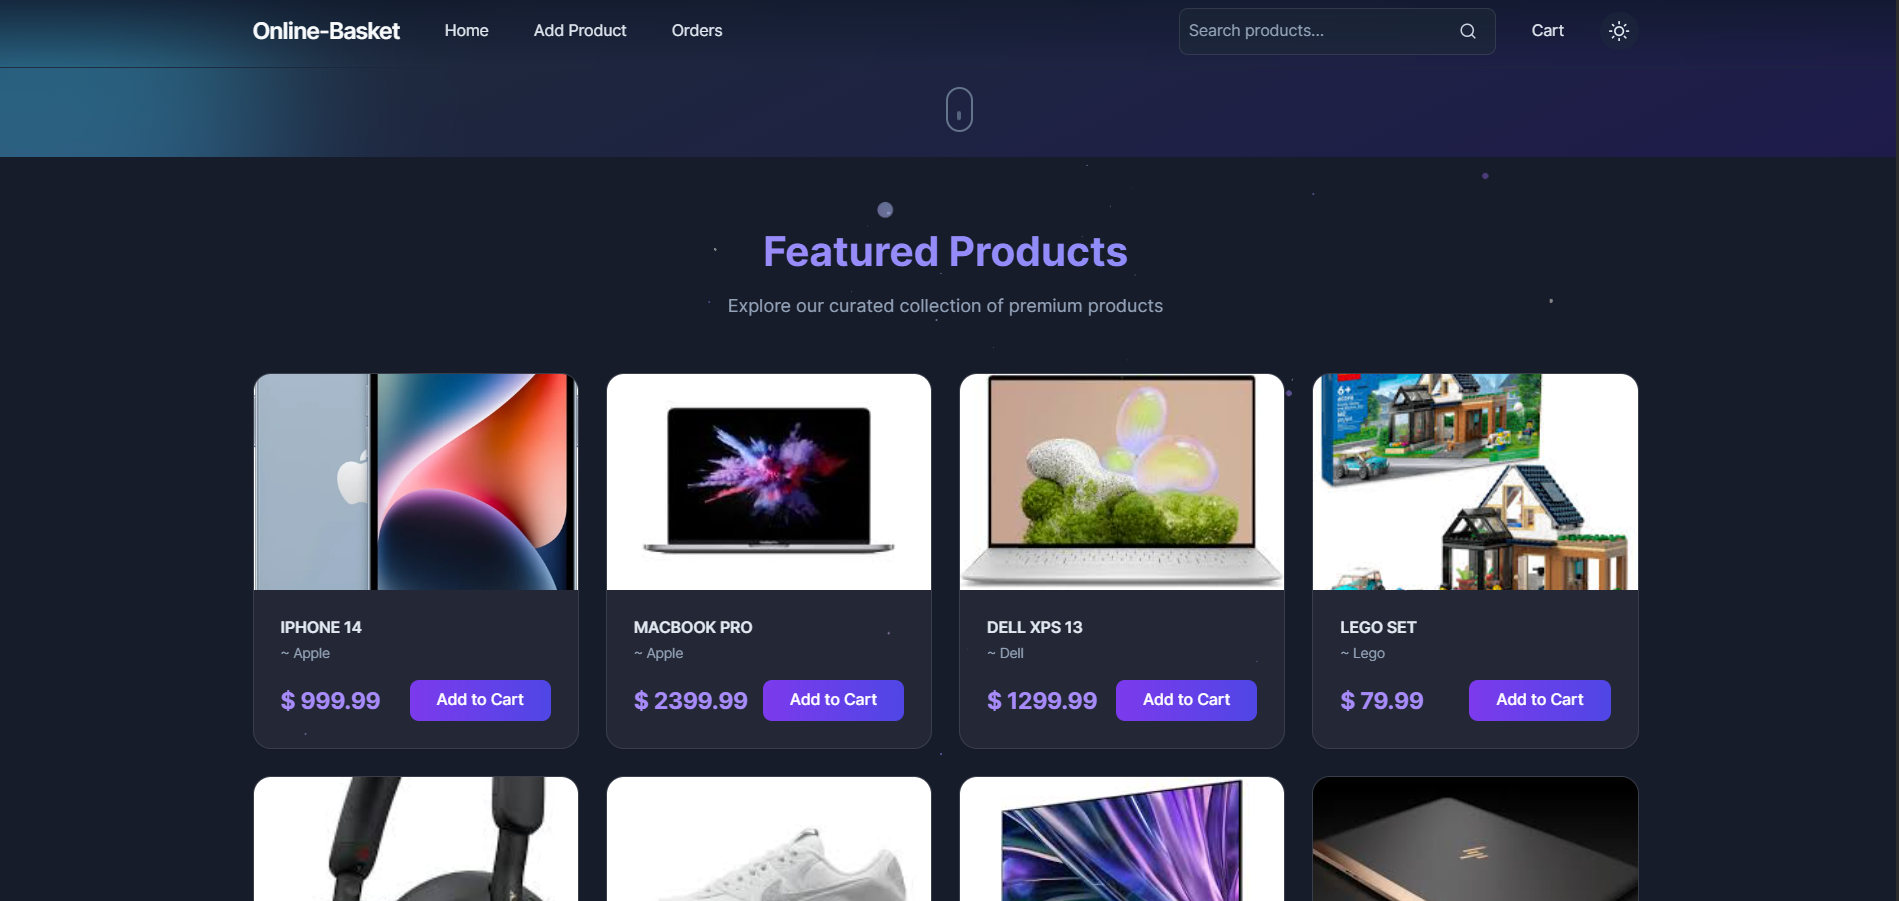 Online-Basket Home Add Product Orders Search products... Cart
Featured Products
Explore our curated collection of premium products
6+
IPHONE 14
~ Apple
$ 999.99 Add to Cart
MACBOOK PRO
~ Apple
$ 2399.99 Add to Cart
DELL XPS 13
~ Dell
$ 1299.99 Add to Cart
LEGO SET
~ Lego
$ 79.99 Add to Cart